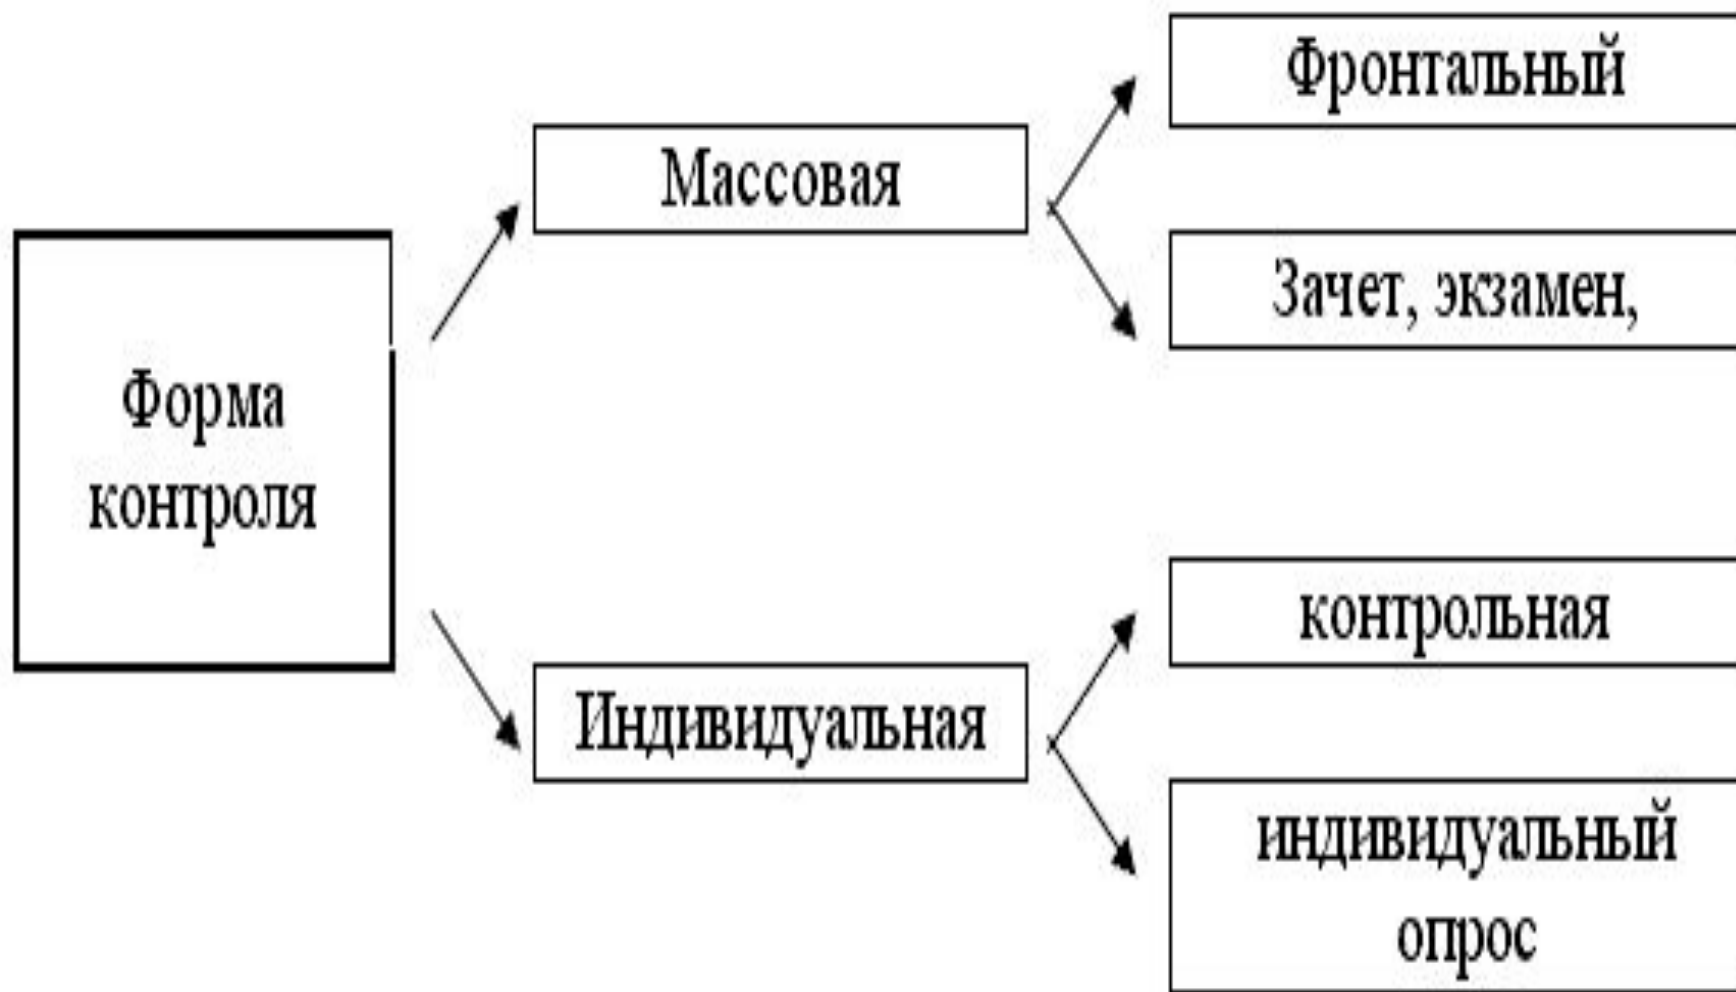 Форма
контроля
Массовая
Фронтальный
Зачет, экзамен,
Индивидуальная
контрольная
индивидуальный
опрос